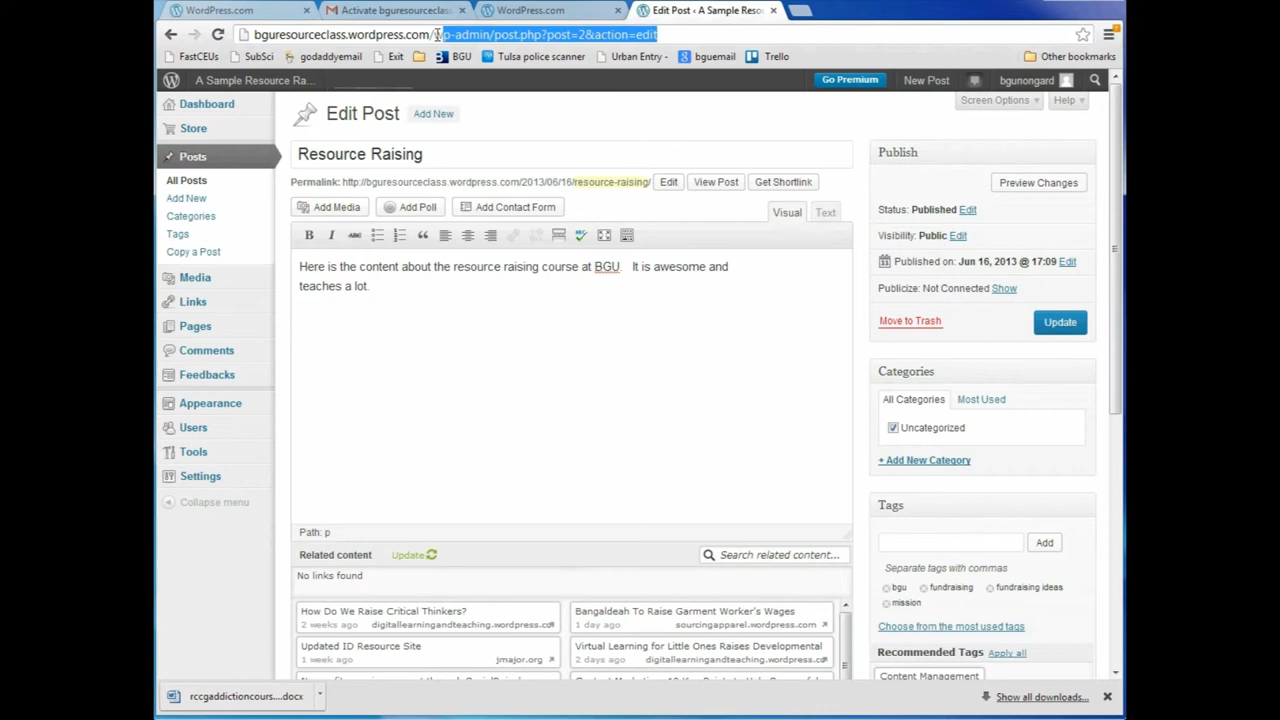 WordPress.com
Activate bguresourceclass
WordPress.com
Edit Post ‹ A Sample Reso
bguresourceclass.wordpress.com/wp-admin/post.php?post=2&action=edit
FastCEUs SubSci godaddyemail Exit BGU Tulsa police scanner Urban Entry - bguemail Trello Other bookmarks
A Sample Resource Ra... Go Premium New Post bgunongard
Dashboard
Store
Posts
All Posts
Add New
Categories
Tags
Copy a Post
Media
Links
Pages
Comments
Feedbacks
Appearance
Users
Tools
Settings
Collapse menu
Screen Options Help
Edit Post Add New
Resource Raising
Permalink: http://bguresourceclass.wordpress.com/2013/06/16/resource-raising/ Edit View Post Get Shortlink
Add Media Add Poll Add Contact Form
Visual Text
B I ABC
Here is the content about the resource raising course at BGU. It is awesome and
teaches a lot.
Path: p
Related content Update Search related content...
No links found
How Do We Raise Critical Thinkers?
2 weeks ago digitallearningandteaching.wordpress.co
Bangaldeah To Raise Garment Worker's Wages
1 day ago sourcingapparel.wordpress.com
Updated ID Resource Site
1 week ago jmajor.org
Virtual Learning for Little Ones Raises Developmental
2 days ago digitallearningandteaching.wordpress.co
Publish
Preview Changes
Status: Published Edit
Visibility: Public Edit
Published on: Jun 16, 2013 @ 17:09 Edit
Publicize: Not Connected Show
Move to Trash Update
Categories
All Categories Most Used
Uncategorized
+ Add New Category
Tags
Add
Separate tags with commas
bgu fundraising fundraising ideas
mission
Choose from the most used tags
Recommended Tags Apply all
Content Management
rccgaddictioncours....docx Show all downloads...